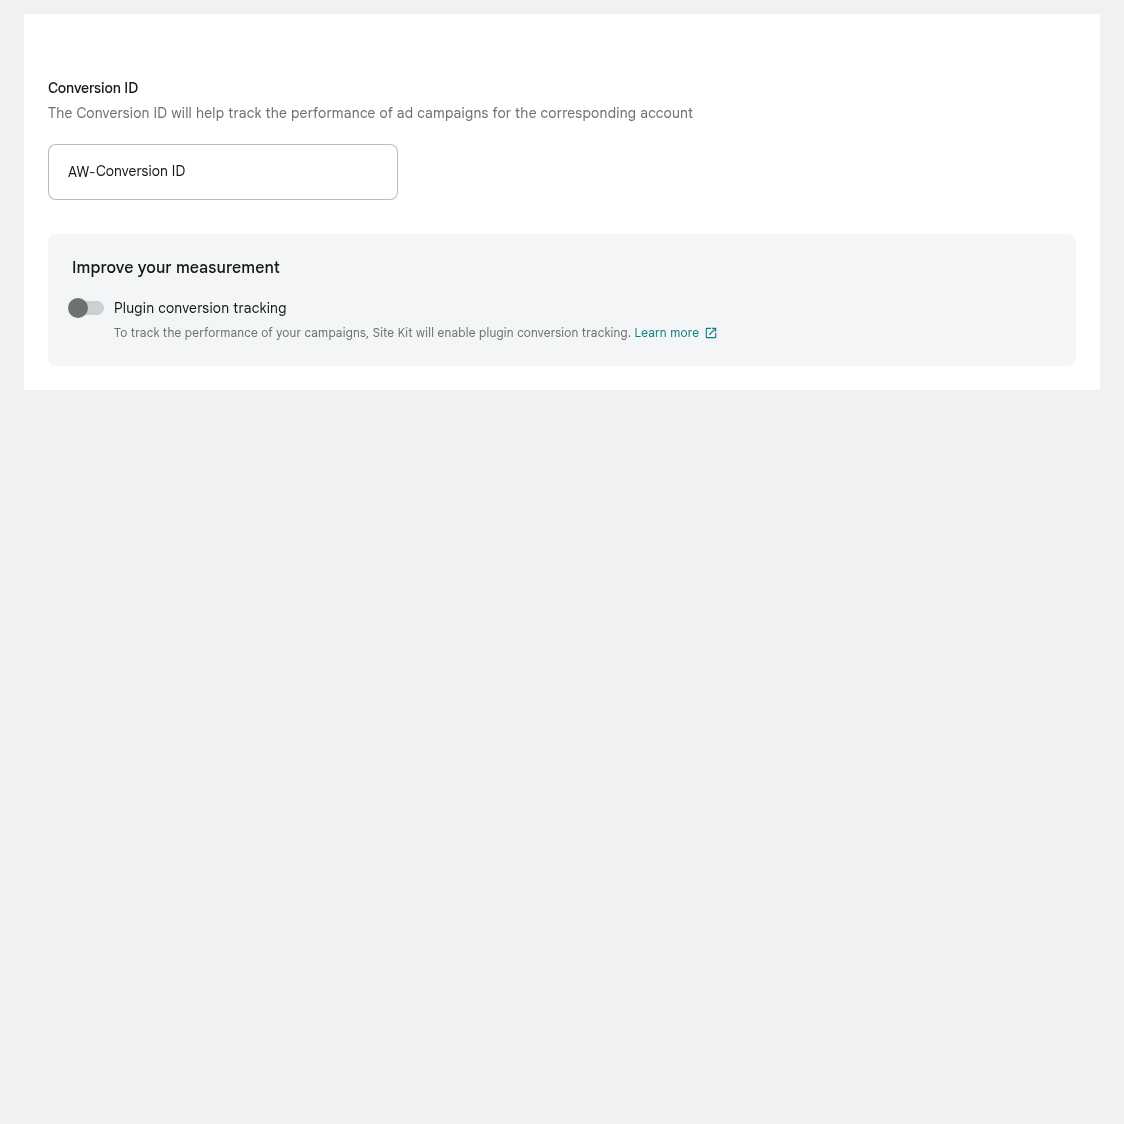 Conversion ID
The Conversion ID will help track the performance of ad campaigns for the corresponding account
AW-Conversion ID
Improve your measurement
Plugin conversion tracking
To track the performance of your campaigns, Site Kit will enable plugin conversion tracking. Learn more